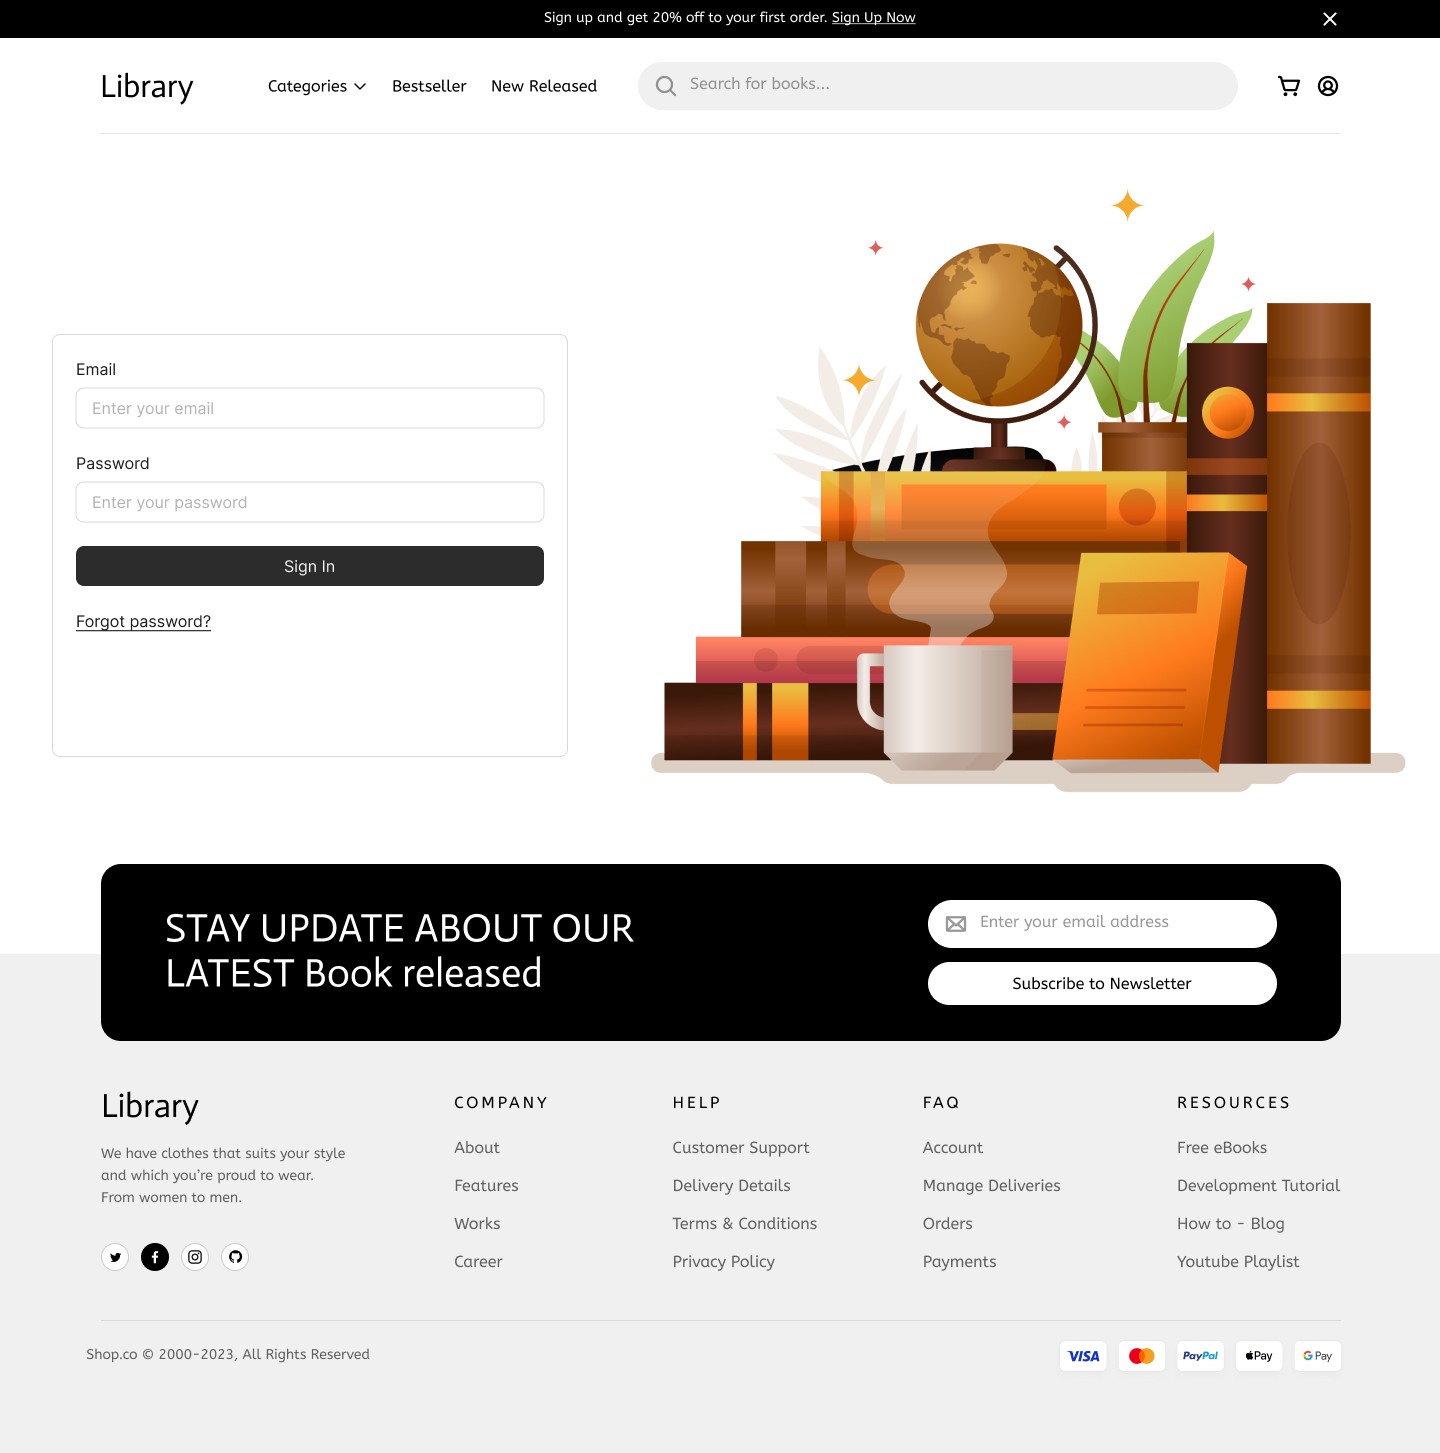 Sign up and get 20% off to your first order. Sign Up Now
Library
Categories
Bestseller
New Released
Search for books...
Email
Enter your email
Password
Enter your password
Sign In
Forgot password?
STAY UPDATE ABOUT OUR
LATEST Book released
Enter your email address
Subscribe to Newsletter
Library
We have clothes that suits your style
and which you’re proud to wear.
From women to men.
COMPANY
About
Features
Works
Career
HELP
Customer Support
Delivery Details
Terms & Conditions
Privacy Policy
FAQ
Account
Manage Deliveries
Orders
Payments
RESOURCES
Free eBooks
Development Tutorial
How to - Blog
Youtube Playlist
Shop.co © 2000-2023, All Rights Reserved
VISA
PayPal
Pay
G Pay